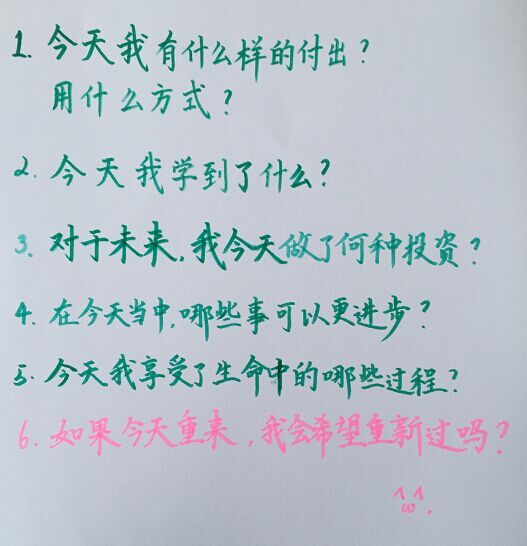 1. 今天我有什么样的付出?
用什么方式?
2. 今天我学到了什么?
3. 对于未来,我今天做了何种投资?
4. 在今天当中,哪些事可以更进步?
5. 今天我享受了生命中的哪些过程?
6. 如果今天重来,我会希望重新过吗?
^ω^.